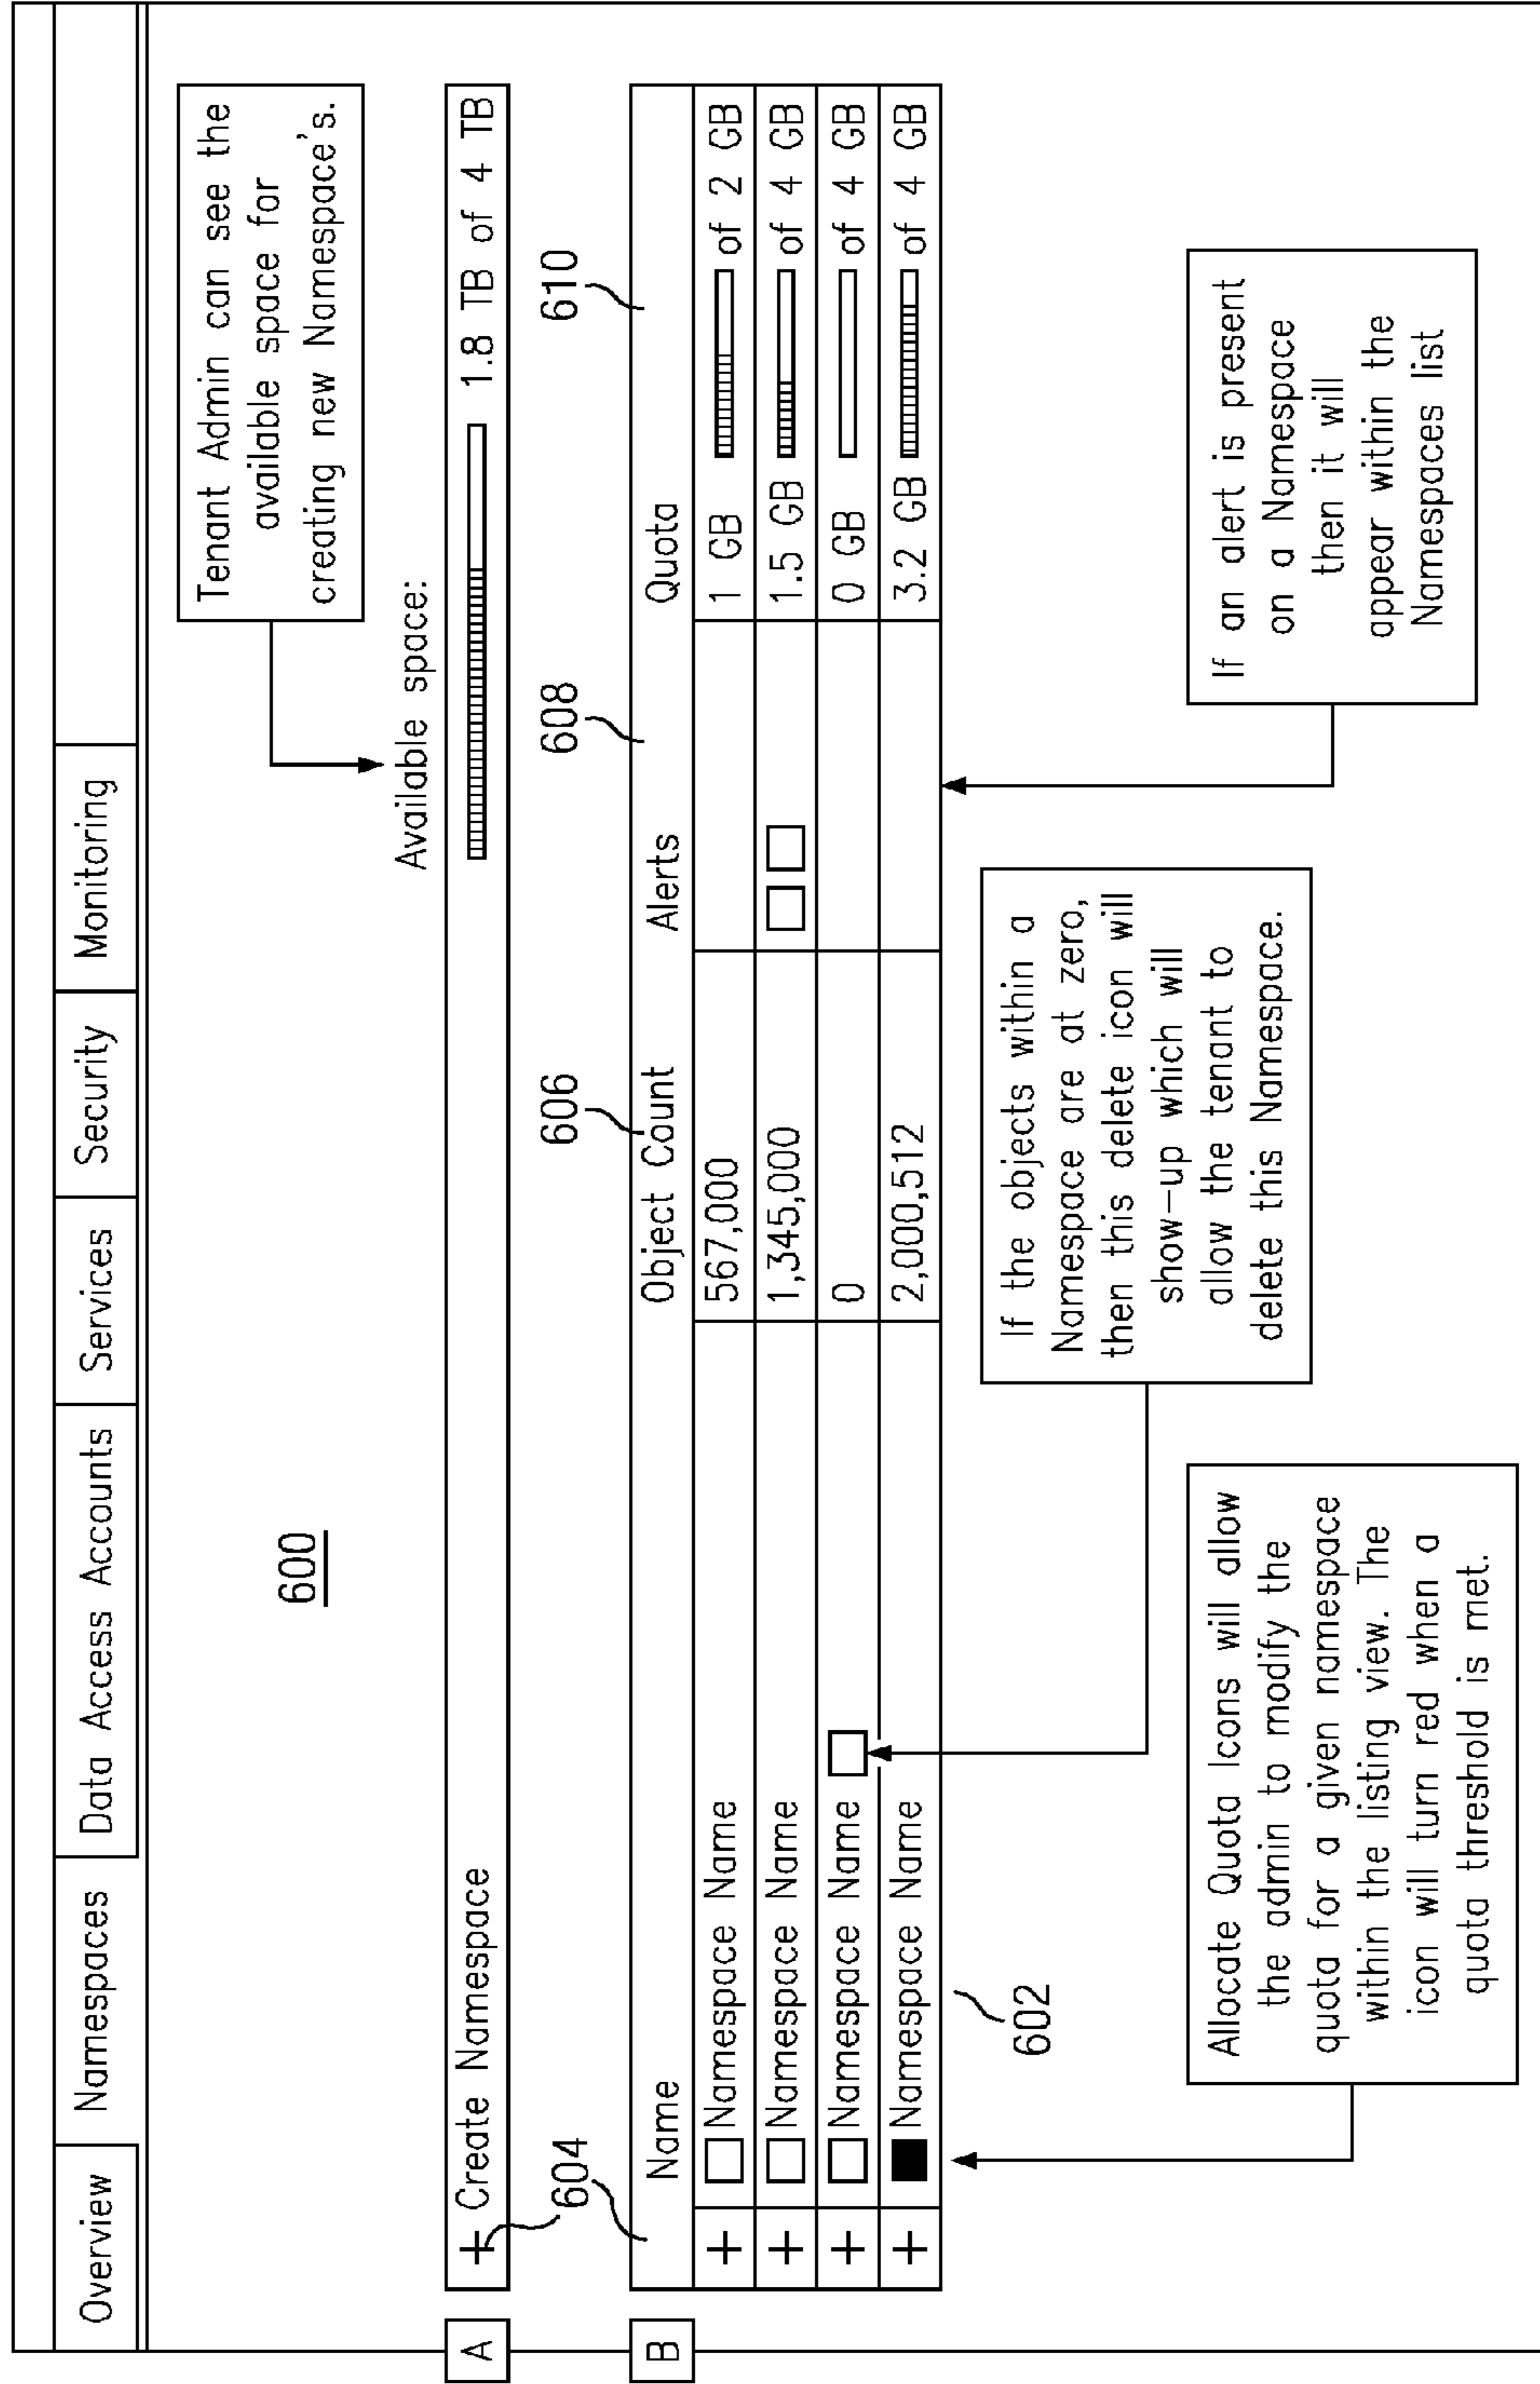 Overview
Namespaces
Data Access Accounts
Services
Security
Monitoring
600
Tenant Admin can see the
available space for
creating new Namespace's.
Available space:
A
+ Create Namespace
1.8 TB of 4 TB
604
606
608
610
B
Name Object Count Alerts Quota
+ Namespace Name 567,000 1 GB of 2 GB
+ Namespace Name 1,345,000 1.5 GB of 4 GB
+ Namespace Name 0 0 GB of 4 GB
+ Namespace Name 2,000,512 3.2 GB of 4 GB
602
Allocate Quota Icons will allow
the admin to modify the
quota for a given namespace
within the listing view. The
icon will turn red when a
quota threshold is met.
If the objects within a
Namespace are at zero,
then this delete icon will
show-up which will
allow the tenant to
delete this Namespace.
If an alert is present
on a Namespace
then it will
appear within the
Namespaces list